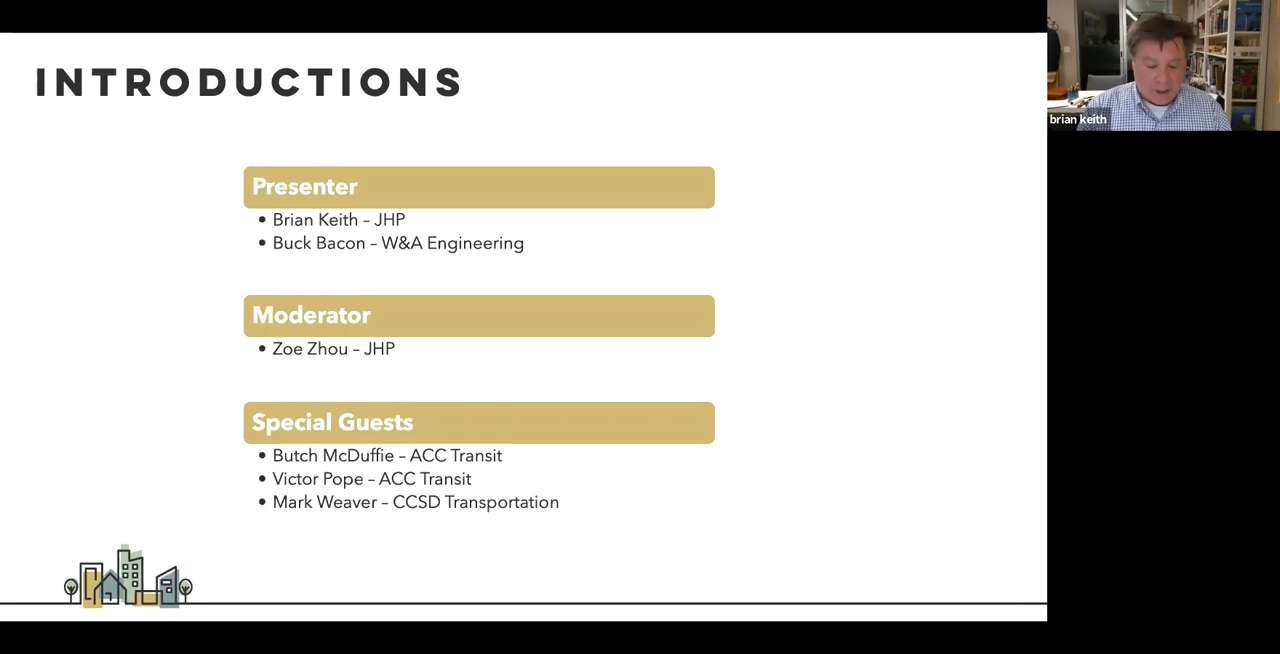 INTRODUCTIONS
brian keith
Presenter
• Brian Keith – JHP
• Buck Bacon – W&A Engineering
Moderator
• Zoe Zhou – JHP
Special Guests
• Butch McDuffie – ACC Transit
• Victor Pope – ACC Transit
• Mark Weaver – CCSD Transportation